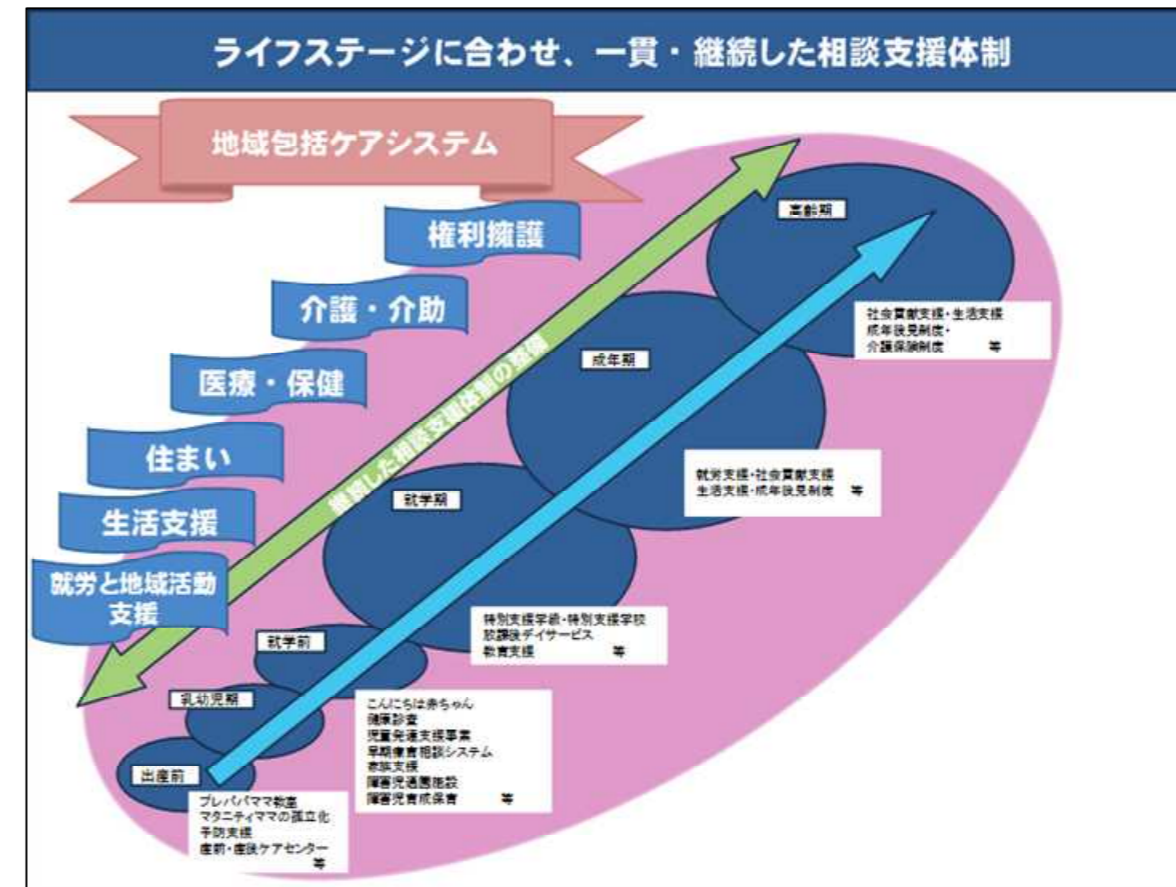 ライフステージに合わせ、一貫・継続した相談支援体制
地域包括ケアシステム
権利擁護
介護・介助
医療・保健
住まい
生活支援
就労と地域活動
支援
継続した相談支援体制の整備
高齢期
社会貢献支援・生活支援
成年後見制度・
介護保険制度 等
成年期
就労支援・社会貢献支援
生活支援・成年後見制度 等
就学期
特別支援学級・特別支援学校
放課後デイサービス
教育支援 等
就学前
乳幼児期
こんにちは赤ちゃん
健康診査
児童発達支援事業
早期療育相談システム
家族支援
障害児通園施設
障害児育成保育 等
出産前
プレパパママ教室
マタニティママの孤立化
予防支援
産前・産後ケアセンター
等